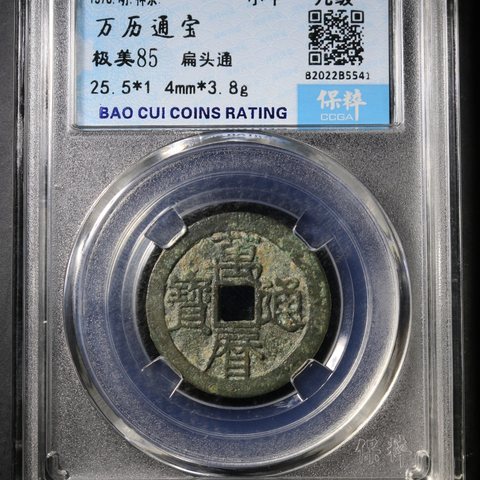 万历通宝
极美85 扁头通
25.5*1.4mm*3.8g
BAO CUI COINS RATING
82022B5541
保粹
CCGA
萬曆通寶